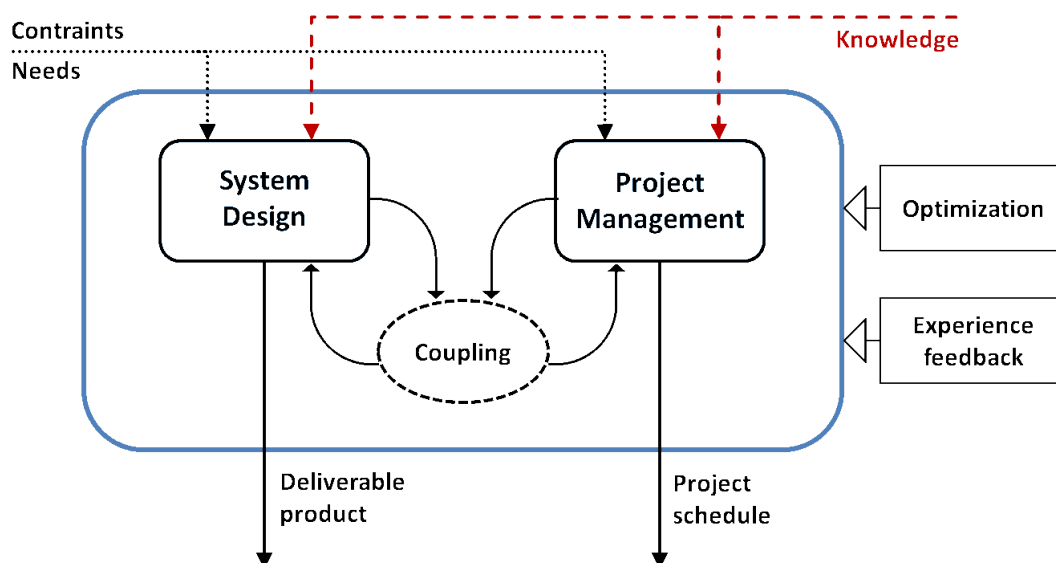 Contraints
Needs
Knowledge
System
Design
Project
Management
Optimization
Coupling
Experience
feedback
Deliverable
product
Project
schedule